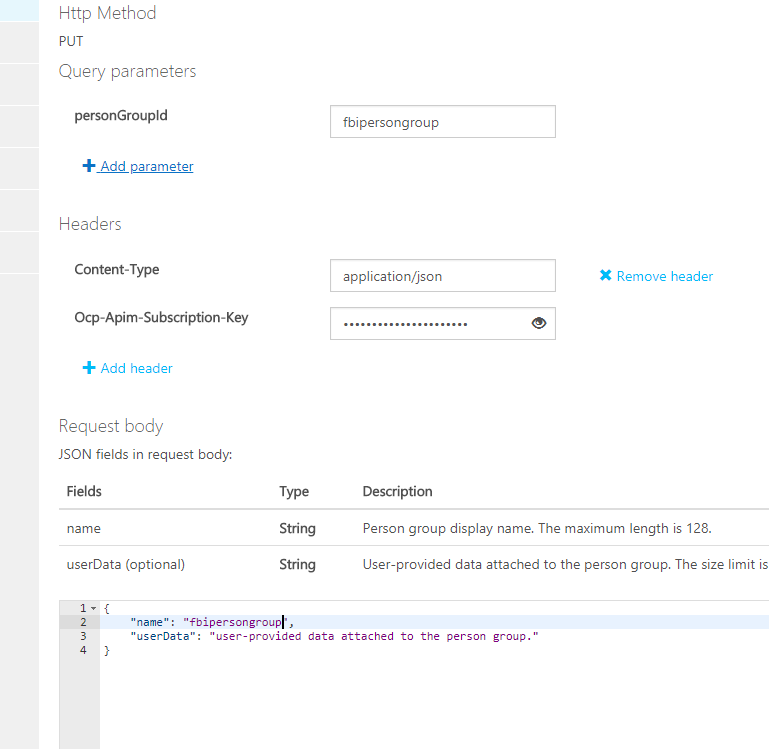 Http Method
PUT
Query parameters
personGroupId
fbipersongroup
Add parameter
Headers
Content-Type
application/json
Remove header
Ocp-Apim-Subscription-Key
••••••••••••••••••••••
Add header
Request body
JSON fields in request body:
Fields Type Description
name String Person group display name. The maximum length is 128.
userData (optional) String User-provided data attached to the person group. The size limit is
1 {
2 "name": "fbipersongroup",
3 "userData": "user-provided data attached to the person group."
4 }